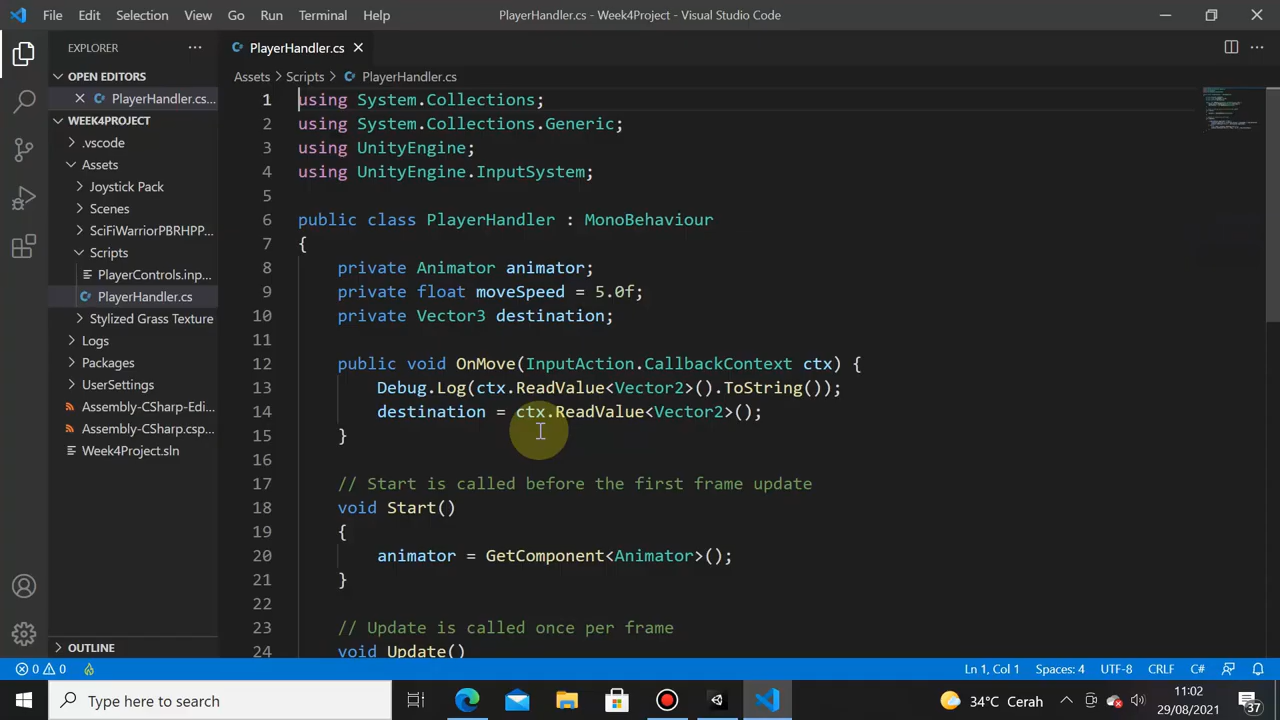 File Edit Selection View Go Run Terminal Help PlayerHandler.cs - Week4Project - Visual Studio Code
EXPLORER ···
PlayerHandler.cs
OPEN EDITORS
PlayerHandler.cs...
WEEK4PROJECT
.vscode
Assets
Joystick Pack
Scenes
SciFiWarriorPBRHPP...
Scripts
PlayerControls.inp...
PlayerHandler.cs
Stylized Grass Texture
Logs
Packages
UserSettings
Assembly-CSharp-Edi...
Assembly-CSharp.csp...
Week4Project.sln
OUTLINE
Assets > Scripts > PlayerHandler.cs
1 using System.Collections;
2 using System.Collections.Generic;
3 using UnityEngine;
4 using UnityEngine.InputSystem;
5
6 public class PlayerHandler : MonoBehaviour
7 {
8 private Animator animator;
9 private float moveSpeed = 5.0f;
10 private Vector3 destination;
11
12 public void OnMove(InputAction.CallbackContext ctx) {
13 Debug.Log(ctx.ReadValue<Vector2>().ToString());
14 destination = ctx.ReadValue<Vector2>();
15 }
16
17 // Start is called before the first frame update
18 void Start()
19 {
20 animator = GetComponent<Animator>();
21 }
22
23 // Update is called once per frame
24 void Update()
0 0 Ln 1, Col 1 Spaces: 4 UTF-8 CRLF C#
Type here to search 34°C Cerah 11:02
29/08/2021 37